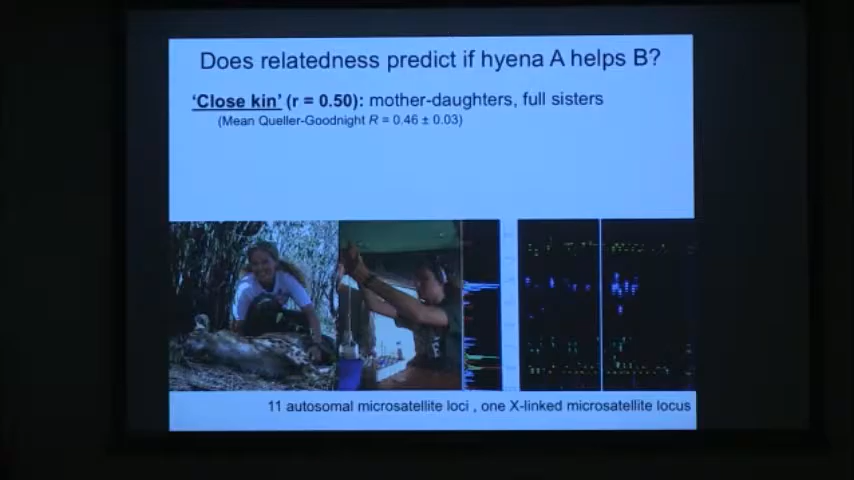 Does relatedness predict if hyena A helps B?
'Close kin' (r = 0.50): mother-daughters, full sisters
(Mean Queller-Goodnight R = 0.46 ± 0.03)
11 autosomal microsatellite loci , one X-linked microsatellite locus